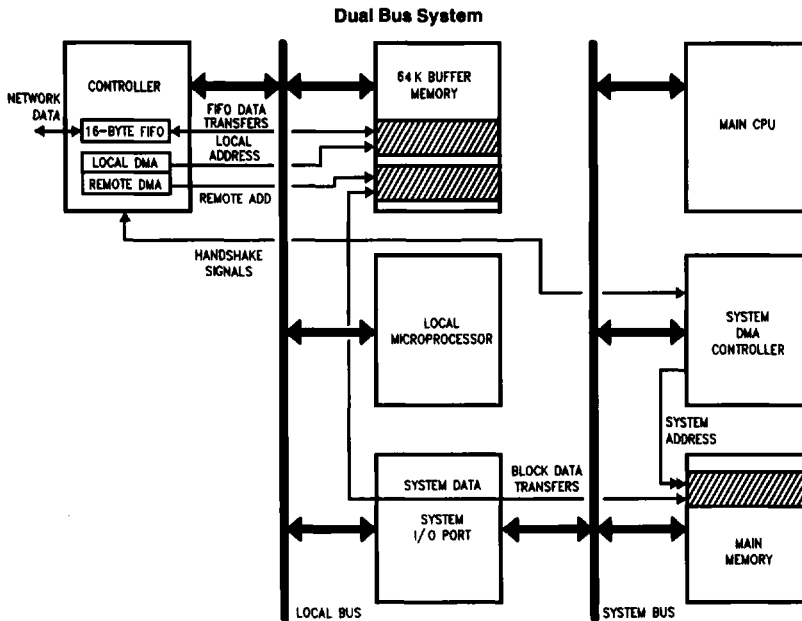 Dual Bus System
CONTROLLER
NETWORK
DATA
16-BYTE FIFO
LOCAL DMA
REMOTE DMA
FIFO DATA
TRANSFERS
LOCAL
ADDRESS
REMOTE ADD
64K BUFFER
MEMORY
MAIN CPU
HANDSHAKE
SIGNALS
LOCAL
MICROPROCESSOR
SYSTEM
DMA
CONTROLLER
SYSTEM
ADDRESS
SYSTEM DATA
SYSTEM
I/O PORT
BLOCK DATA
TRANSFERS
MAIN
MEMORY
LOCAL BUS
SYSTEM BUS